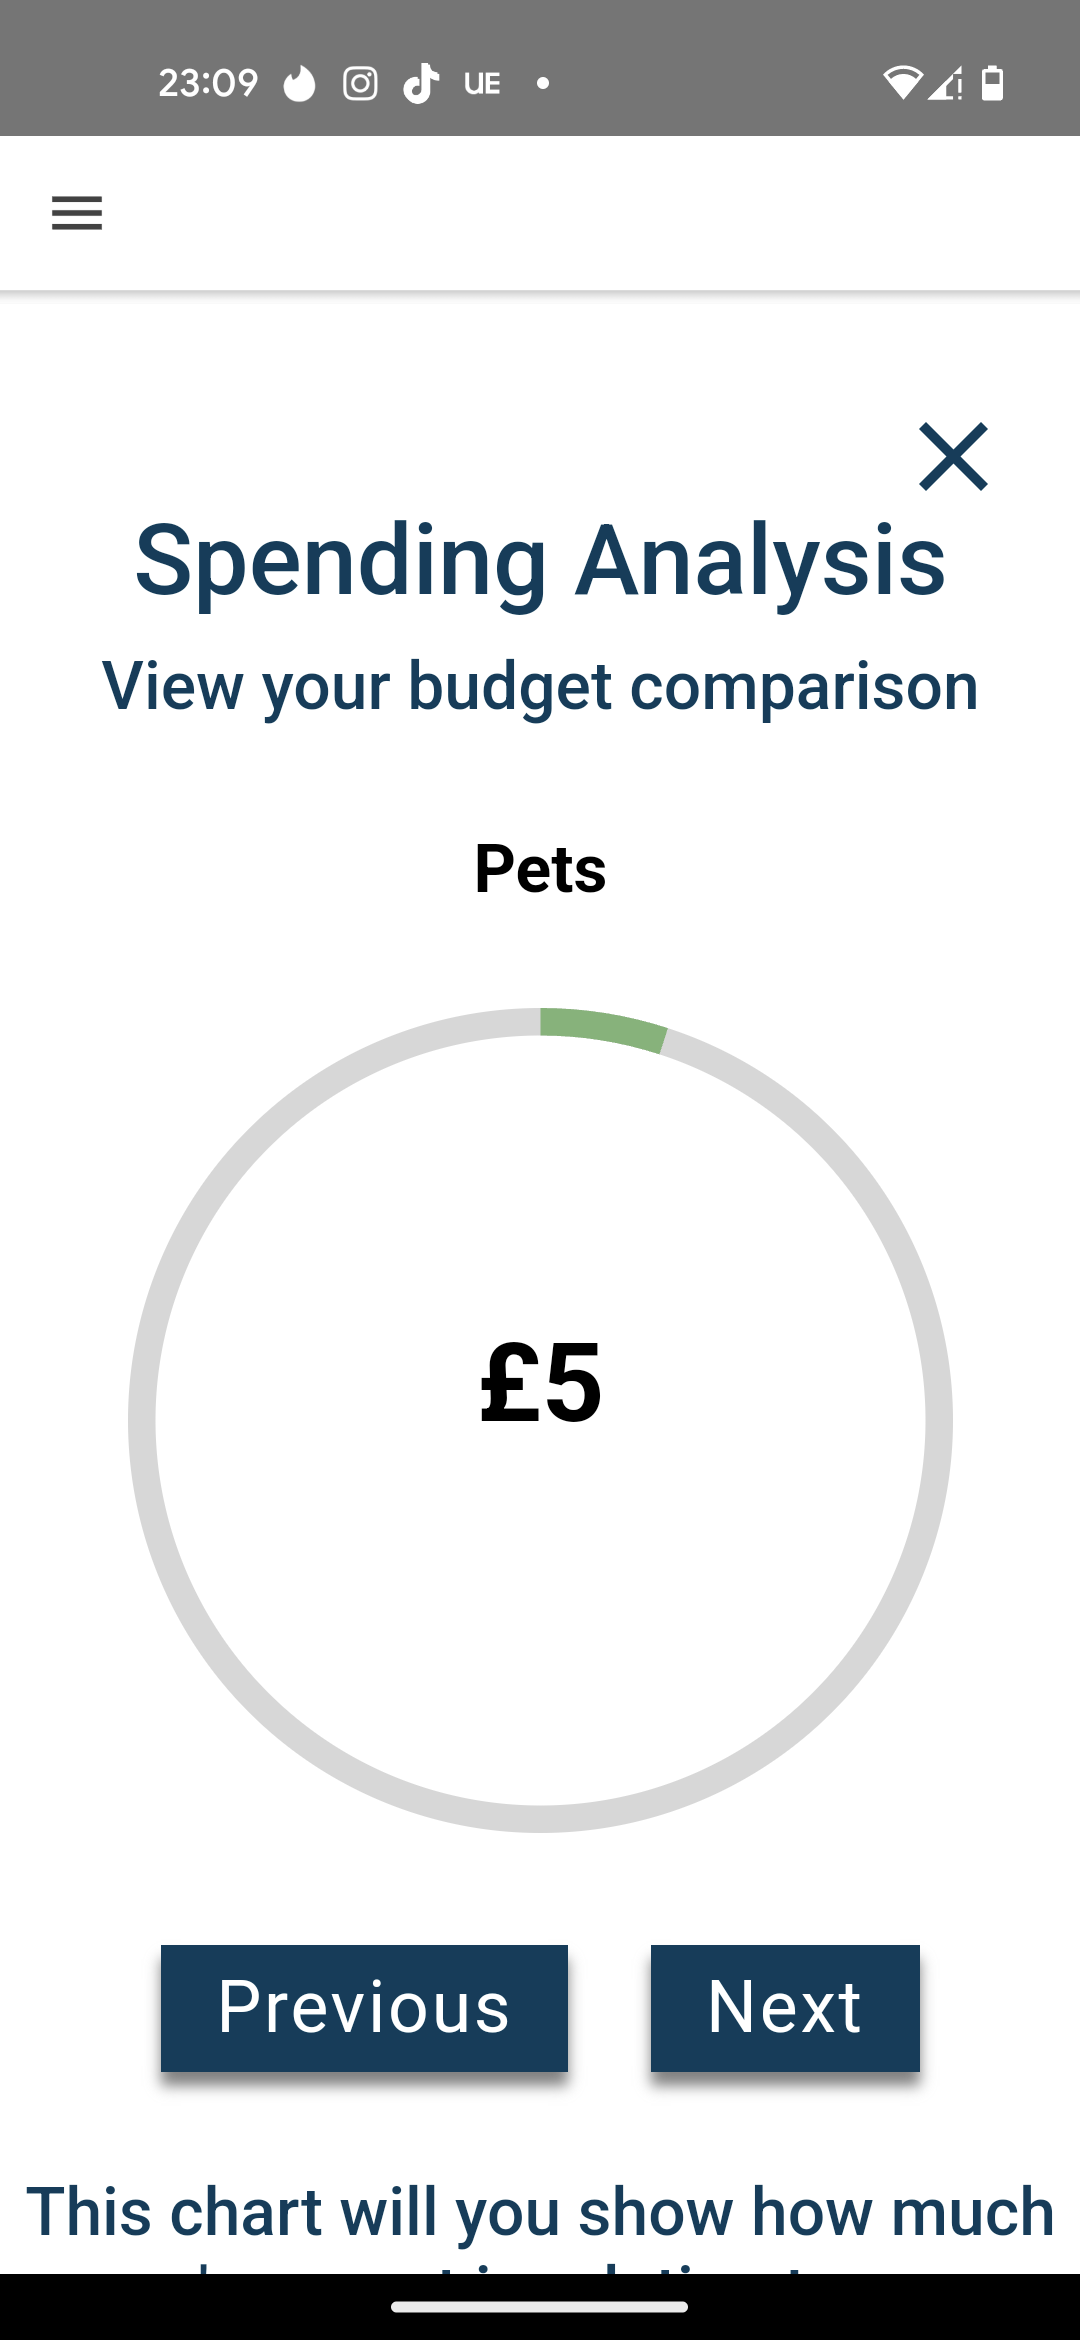 23:09 UE
Spending Analysis
View your budget comparison
Pets
£5
Previous Next
This chart will you show how much